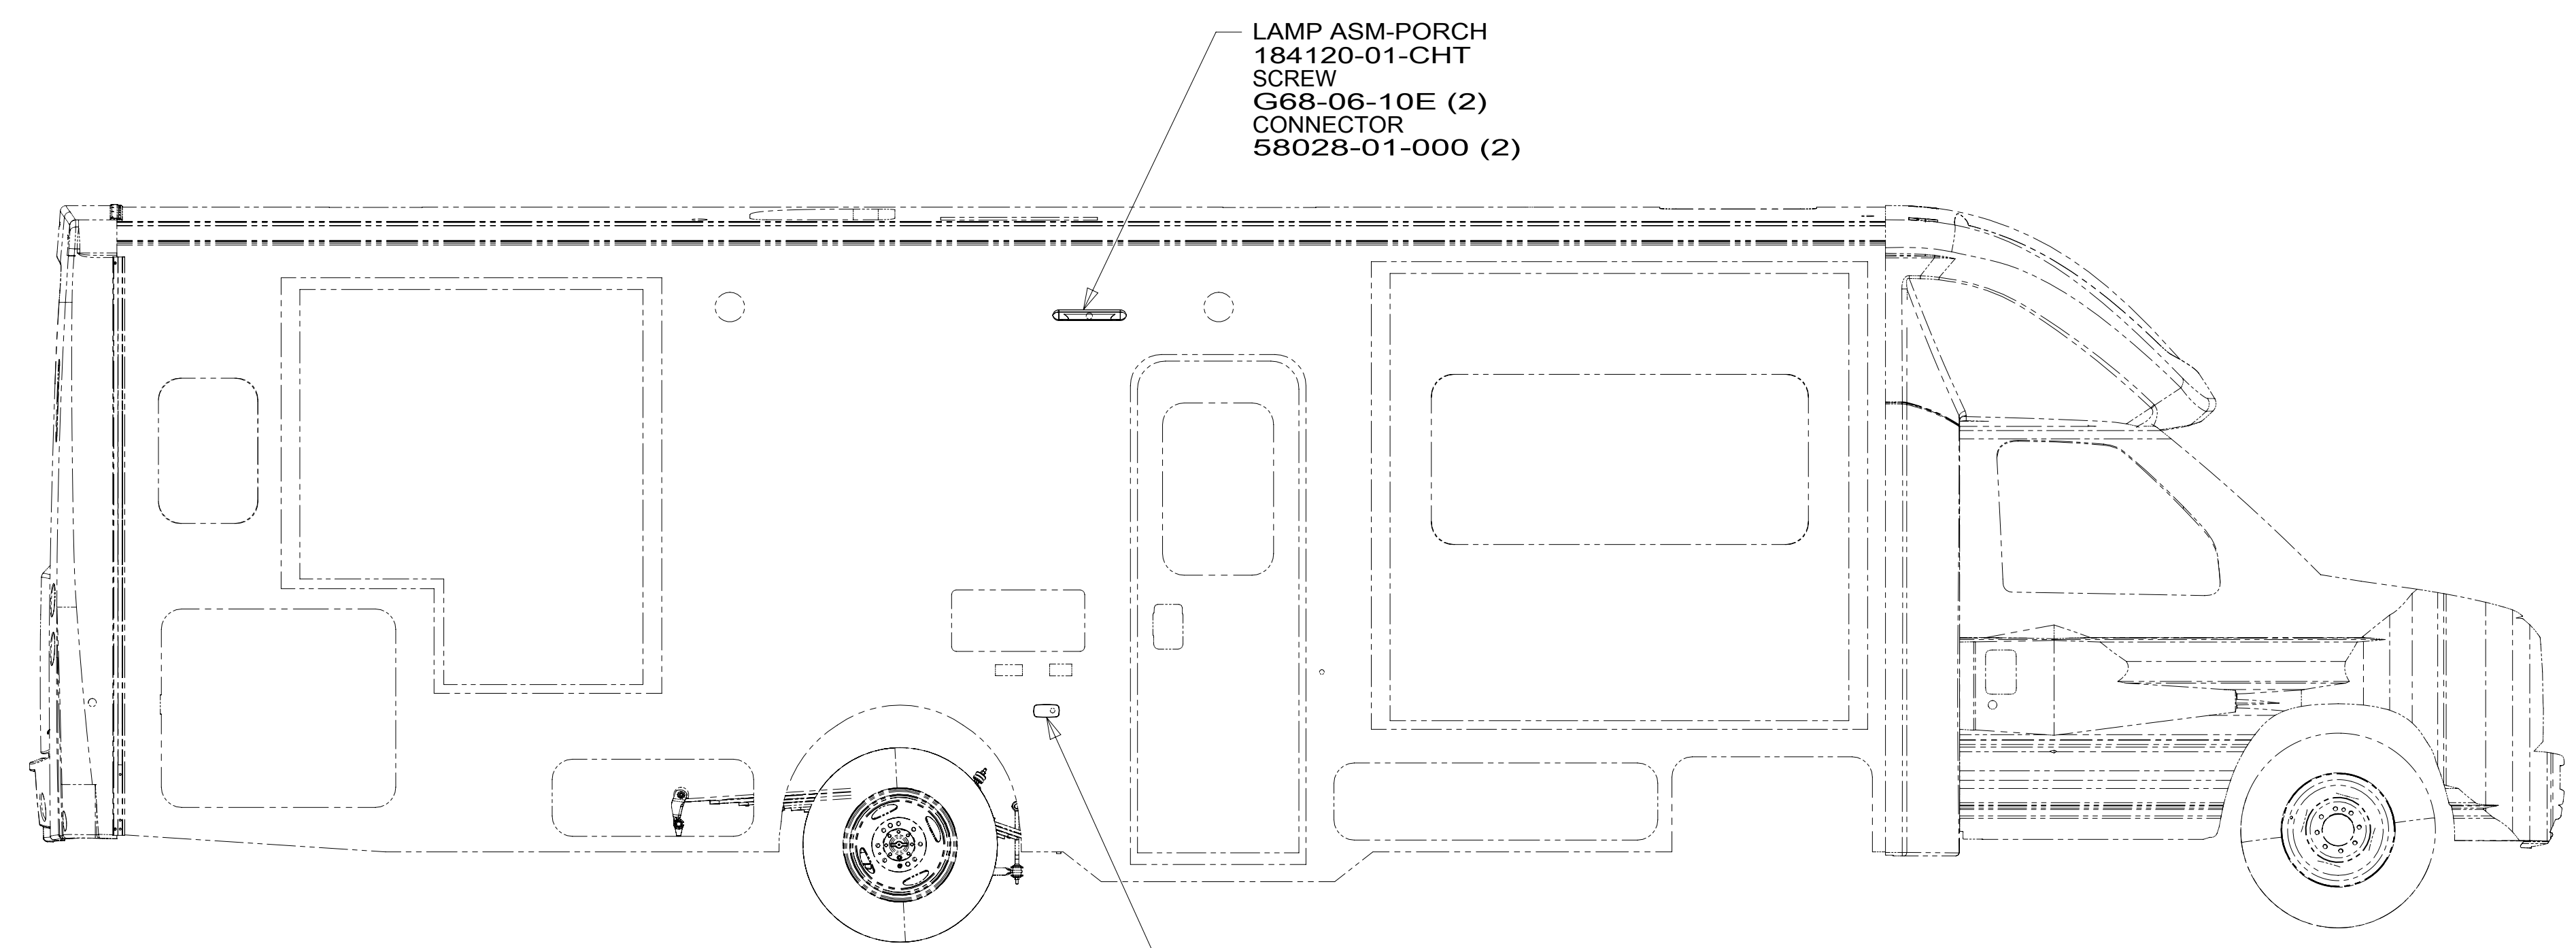 LAMP ASM-PORCH
184120-01-CHT
SCREW
G68-06-10E (2)
CONNECTOR
58028-01-000 (2)